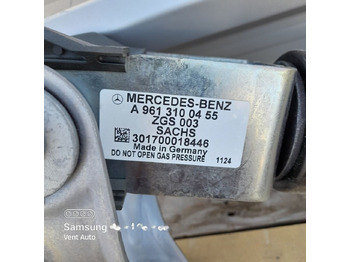 MERCEDES-BENZ
A 961 310 04 55
ZGS 003
SACHS
301700018446
Made in Germany
DO NOT OPEN GAS PRESSURE 1124
Samsung
Vent Auto